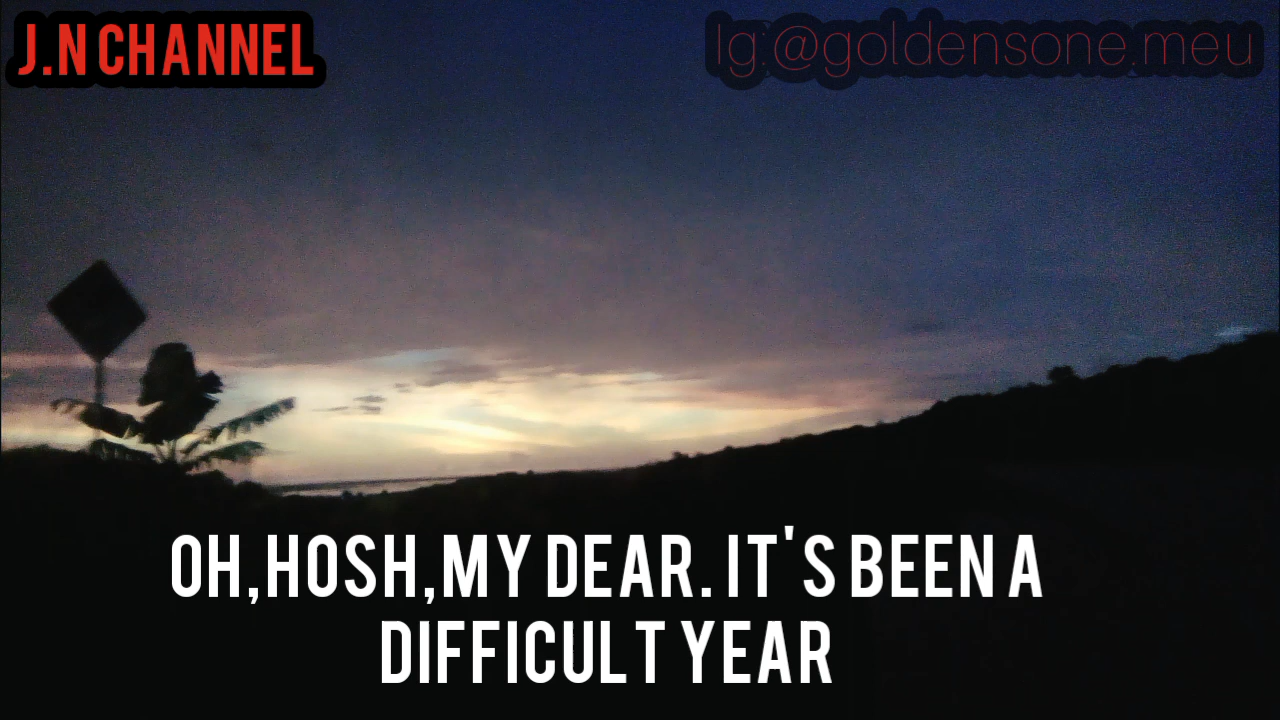 J.N CHANNEL
Ig:@goldensone.meu
OH,HOSH,MY DEAR. IT'S BEEN A
DIFFICULT YEAR